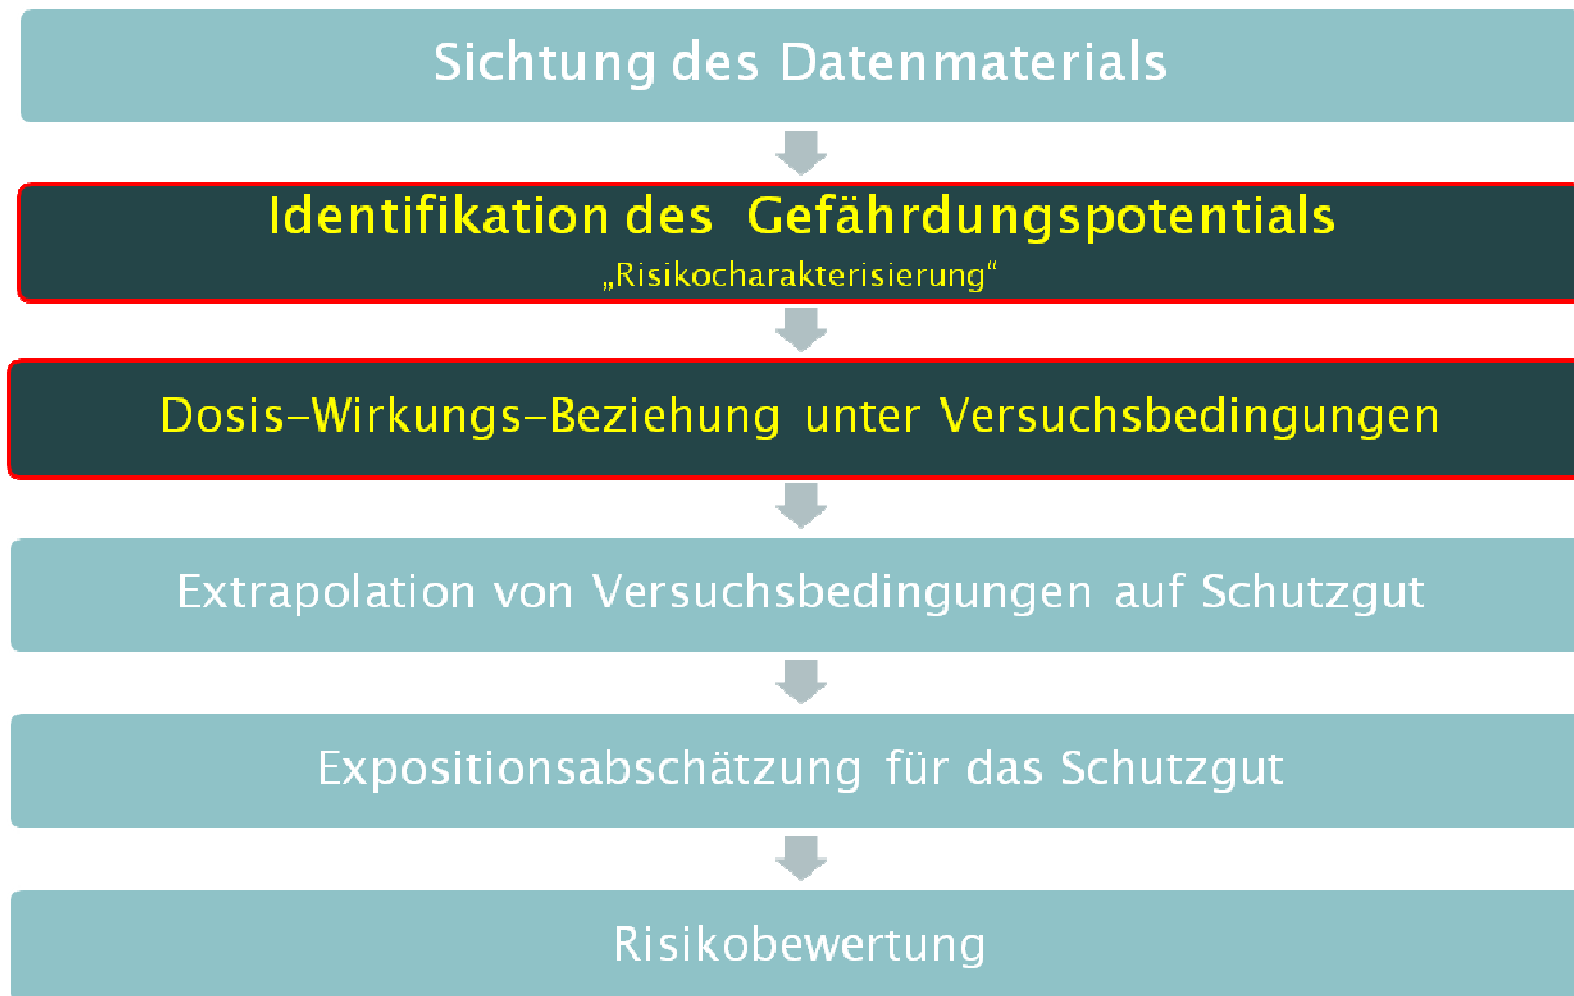 Sichtung des Datenmaterials
Identifikation des Gefährdungspotentials
„Risikocharakterisierung“
Dosis-Wirkungs-Beziehung unter Versuchsbedingungen
Extrapolation von Versuchsbedingungen auf Schutzgut
Expositionsabschätzung für das Schutzgut
Risikobewertung